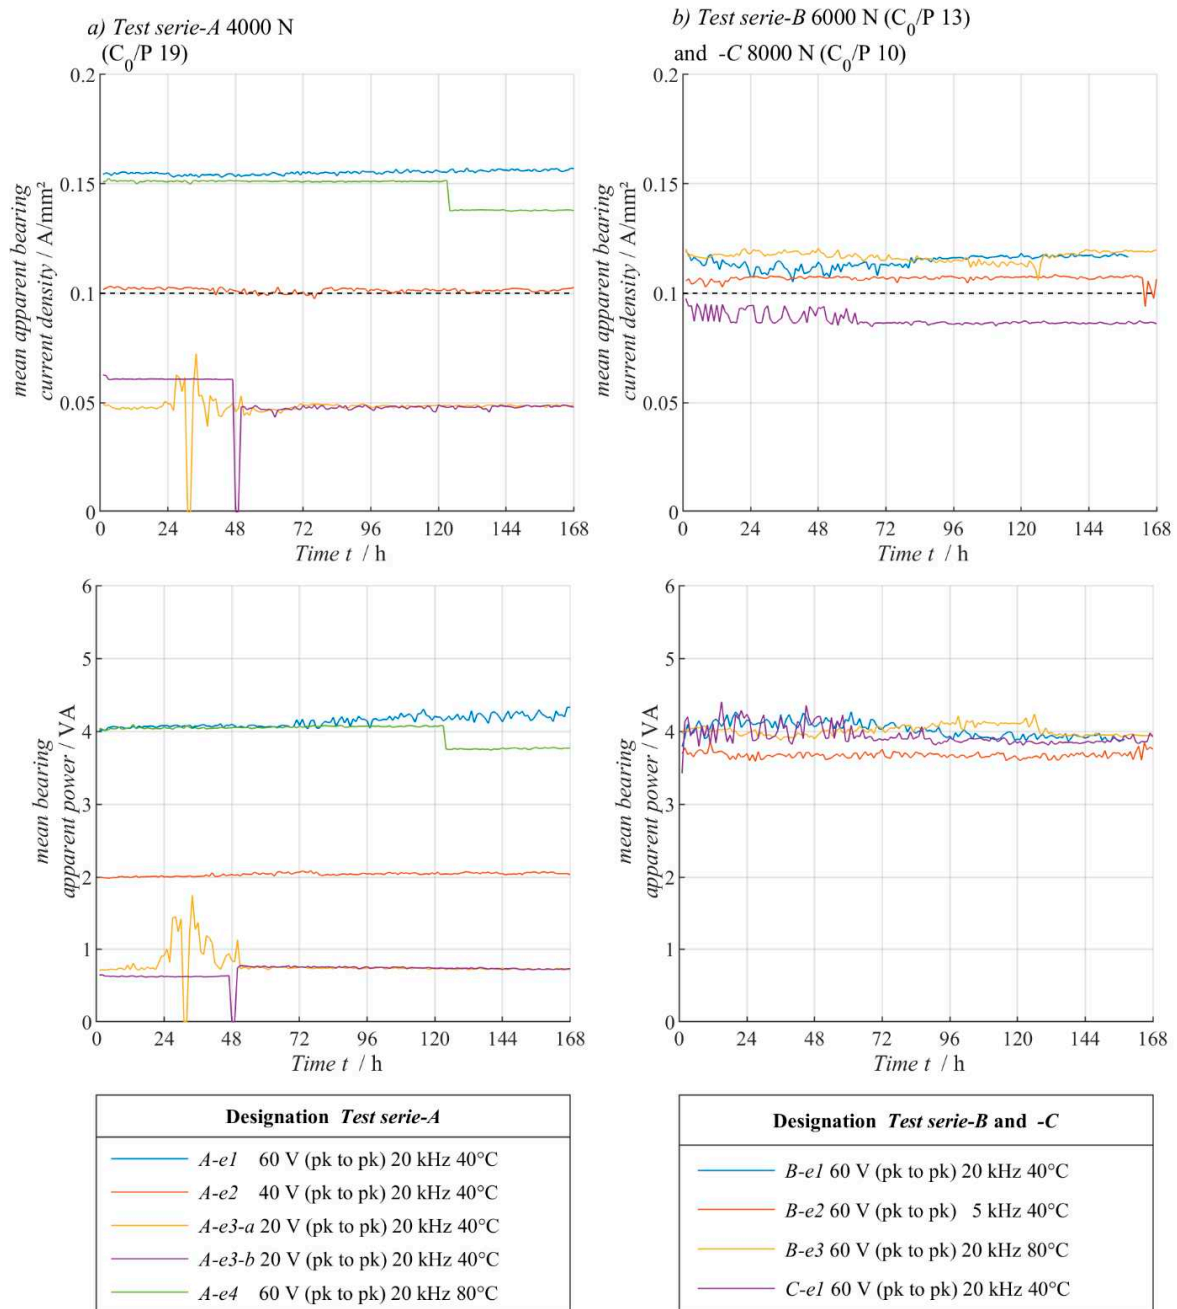 a) Test serie-A 4000 N
(C₀/P 19)
b) Test serie-B 6000 N (C₀/P 13)
and -C 8000 N (C₀/P 10)
mean apparent bearing
current density / A/mm²
0.2
0.15
0.1
0.05
0
0 24 48 72 96 120 144 168
Time t / h
mean apparent bearing
current density / A/mm²
0.2
0.15
0.1
0.05
0
0 24 48 72 96 120 144 168
Time t / h
mean bearing
apparent power / VA
6
5
4
3
2
1
0
0 24 48 72 96 120 144 168
Time t / h
mean bearing
apparent power / VA
6
5
4
3
2
1
0
0 24 48 72 96 120 144 168
Time t / h
Designation Test serie-A
A-e1 60 V (pk to pk) 20 kHz 40°C
A-e2 40 V (pk to pk) 20 kHz 40°C
A-e3-a 20 V (pk to pk) 20 kHz 40°C
A-e3-b 20 V (pk to pk) 20 kHz 40°C
A-e4 60 V (pk to pk) 20 kHz 80°C
Designation Test serie-B and -C
B-e1 60 V (pk to pk) 20 kHz 40°C
B-e2 60 V (pk to pk) 5 kHz 40°C
B-e3 60 V (pk to pk) 20 kHz 80°C
C-e1 60 V (pk to pk) 20 kHz 40°C